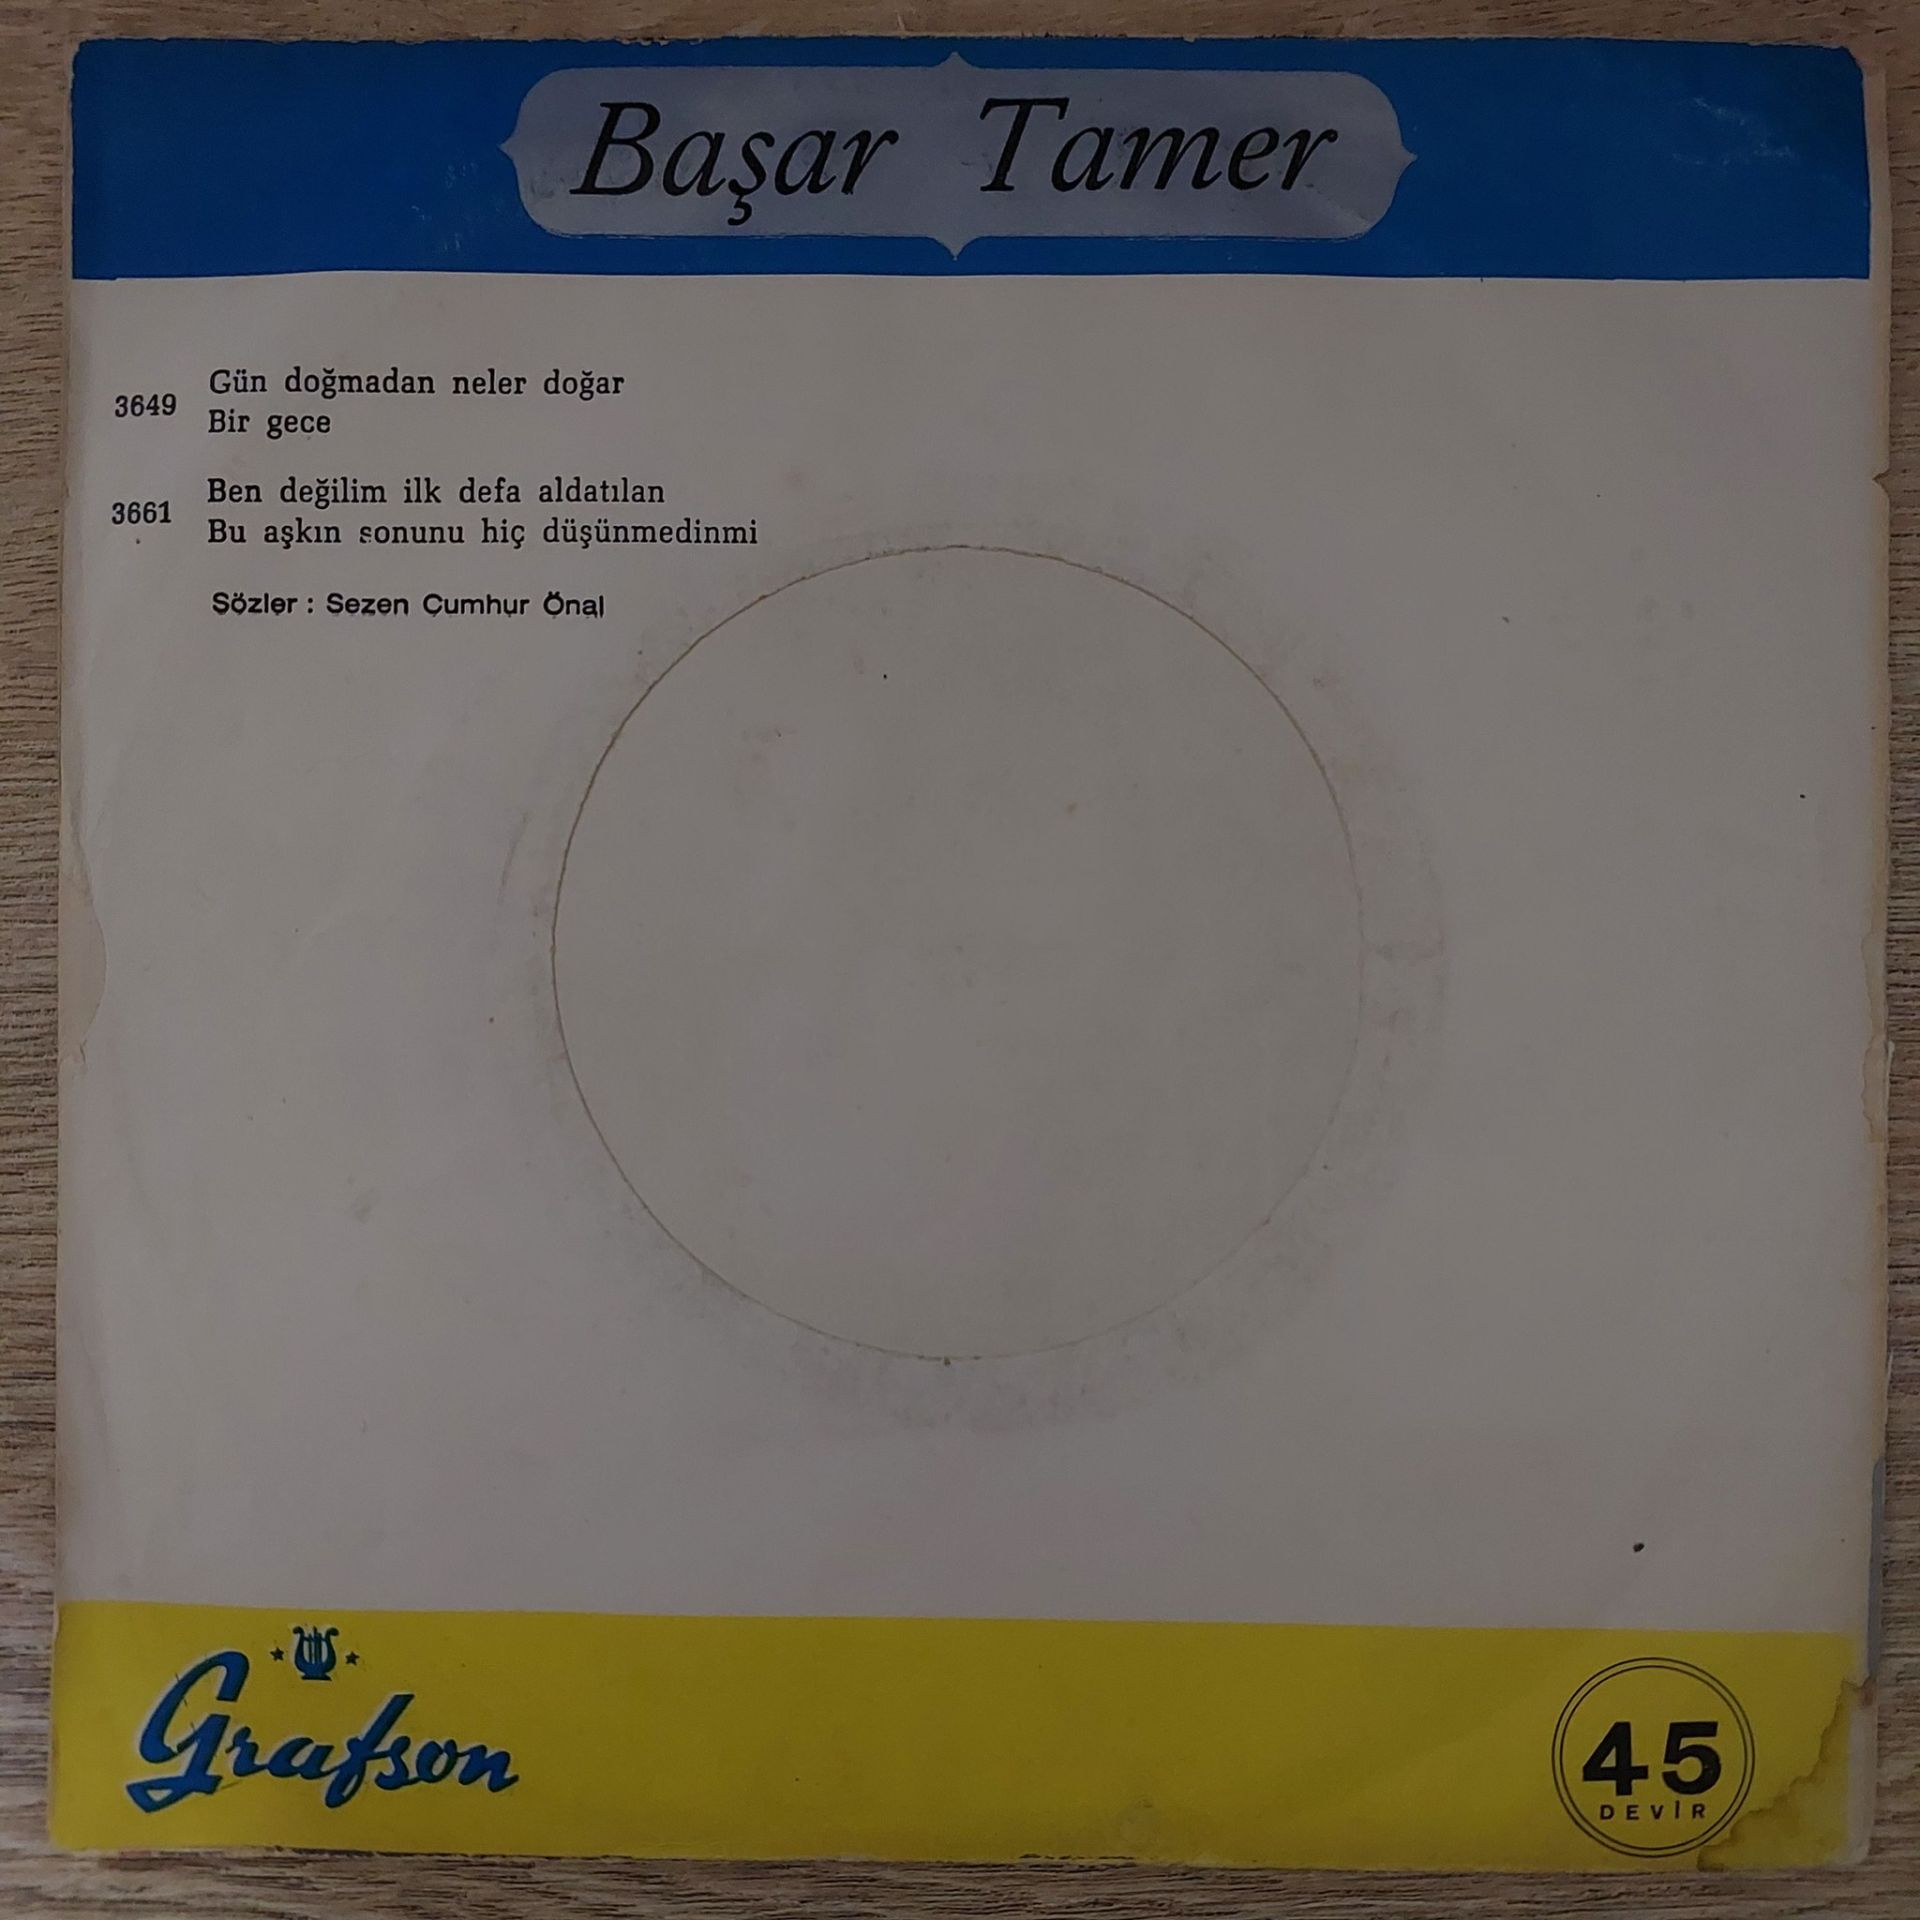 Başar Tamer
3649
Gün doğmadan neler doğar
Bir gece
3661
Ben değilim ilk defa aldatılan
Bu aşkın sonunu hiç düşünmedinmi
Sözler : Sezen Cumhur Önal
Grafson
45
DEVİR